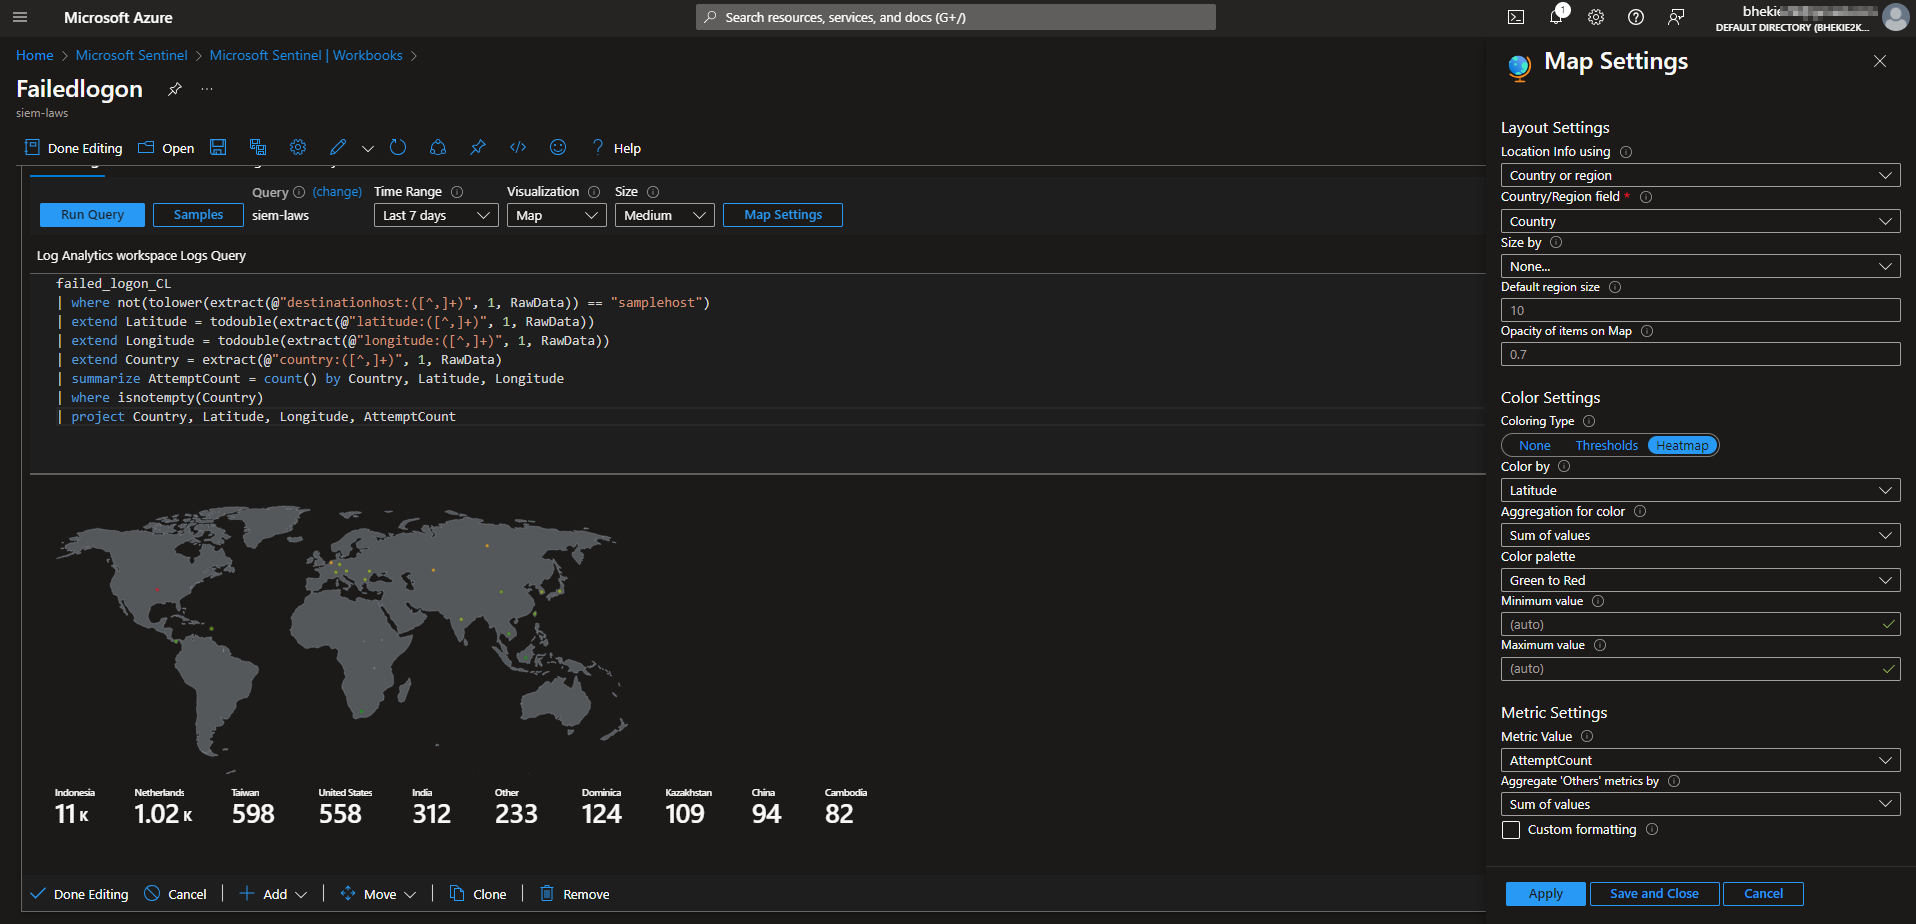 Microsoft Azure
Search resources, services, and docs (G+/)
1
DEFAULT DIRECTORY (BHEKIE2K...
Home > Microsoft Sentinel > Microsoft Sentinel | Workbooks >
Failedlogon
...
siem-laws
Done Editing Open Help
Query (change) Time Range Visualization Size
Run Query Samples siem-laws Last 7 days Map Medium Map Settings
Log Analytics workspace Logs Query
failed_logon_CL
| where not(tolower(extract(@"destinationhost:([^,]+)", 1, RawData)) == "samplehost")
| extend Latitude = todouble(extract(@"latitude:([^,]+)", 1, RawData))
| extend Longitude = todouble(extract(@"longitude:([^,]+)", 1, RawData))
| extend Country = extract(@"country:([^,]+)", 1, RawData)
| summarize AttemptCount = count() by Country, Latitude, Longitude
| where isnotempty(Country)
| project Country, Latitude, Longitude, AttemptCount
Indonesia Netherlands Taiwan United States India Other Dominica Kazakhstan China Cambodia
11 K 1.02 K 598 558 312 233 124 109 94 82
Done Editing Cancel | Add | Move | Clone | Remove
Map Settings
Layout Settings
Location Info using
Country or region
Country/Region field *
Country
Size by
None...
Default region size
10
Opacity of items on Map
0.7
Color Settings
Coloring Type
None Thresholds Heatmap
Color by
Latitude
Aggregation for color
Sum of values
Color palette
Green to Red
Minimum value
(auto)
Maximum value
(auto)
Metric Settings
Metric Value
AttemptCount
Aggregate 'Others' metrics by
Sum of values
Custom formatting
Apply Save and Close Cancel